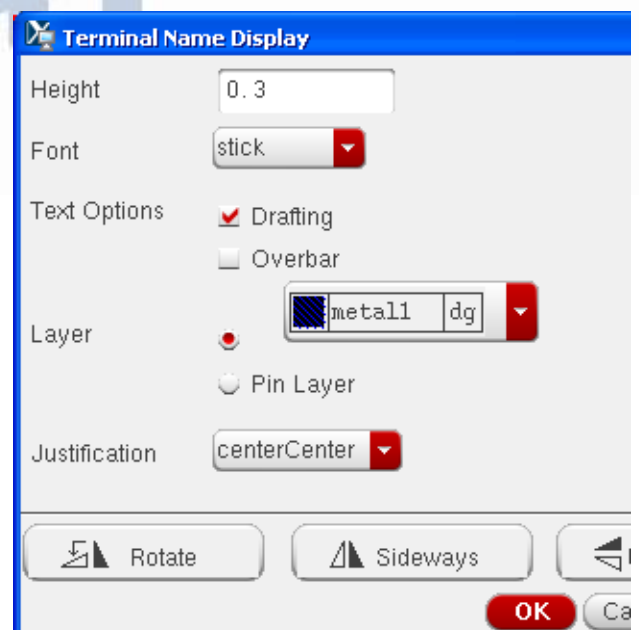 Terminal Name Display
Height 0.3
Font stick
Text Options Drafting
Overbar
metal1 dg
Layer
Pin Layer
Justification centerCenter
Rotate Sideways
OK Ca